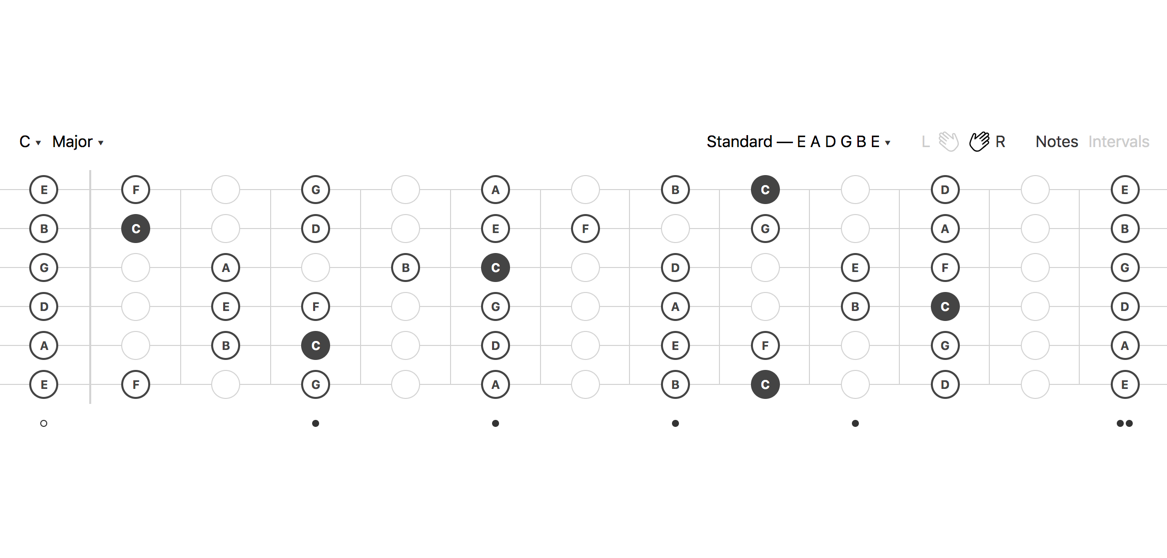 C ▾ Major ▾ Standard — E A D G B E ▾ L R Notes Intervals
E F G A B C D E
B C D E F G A B
G A B C D E F G
D E F G A B C D
A B C D E F G A
E F G A B C D E